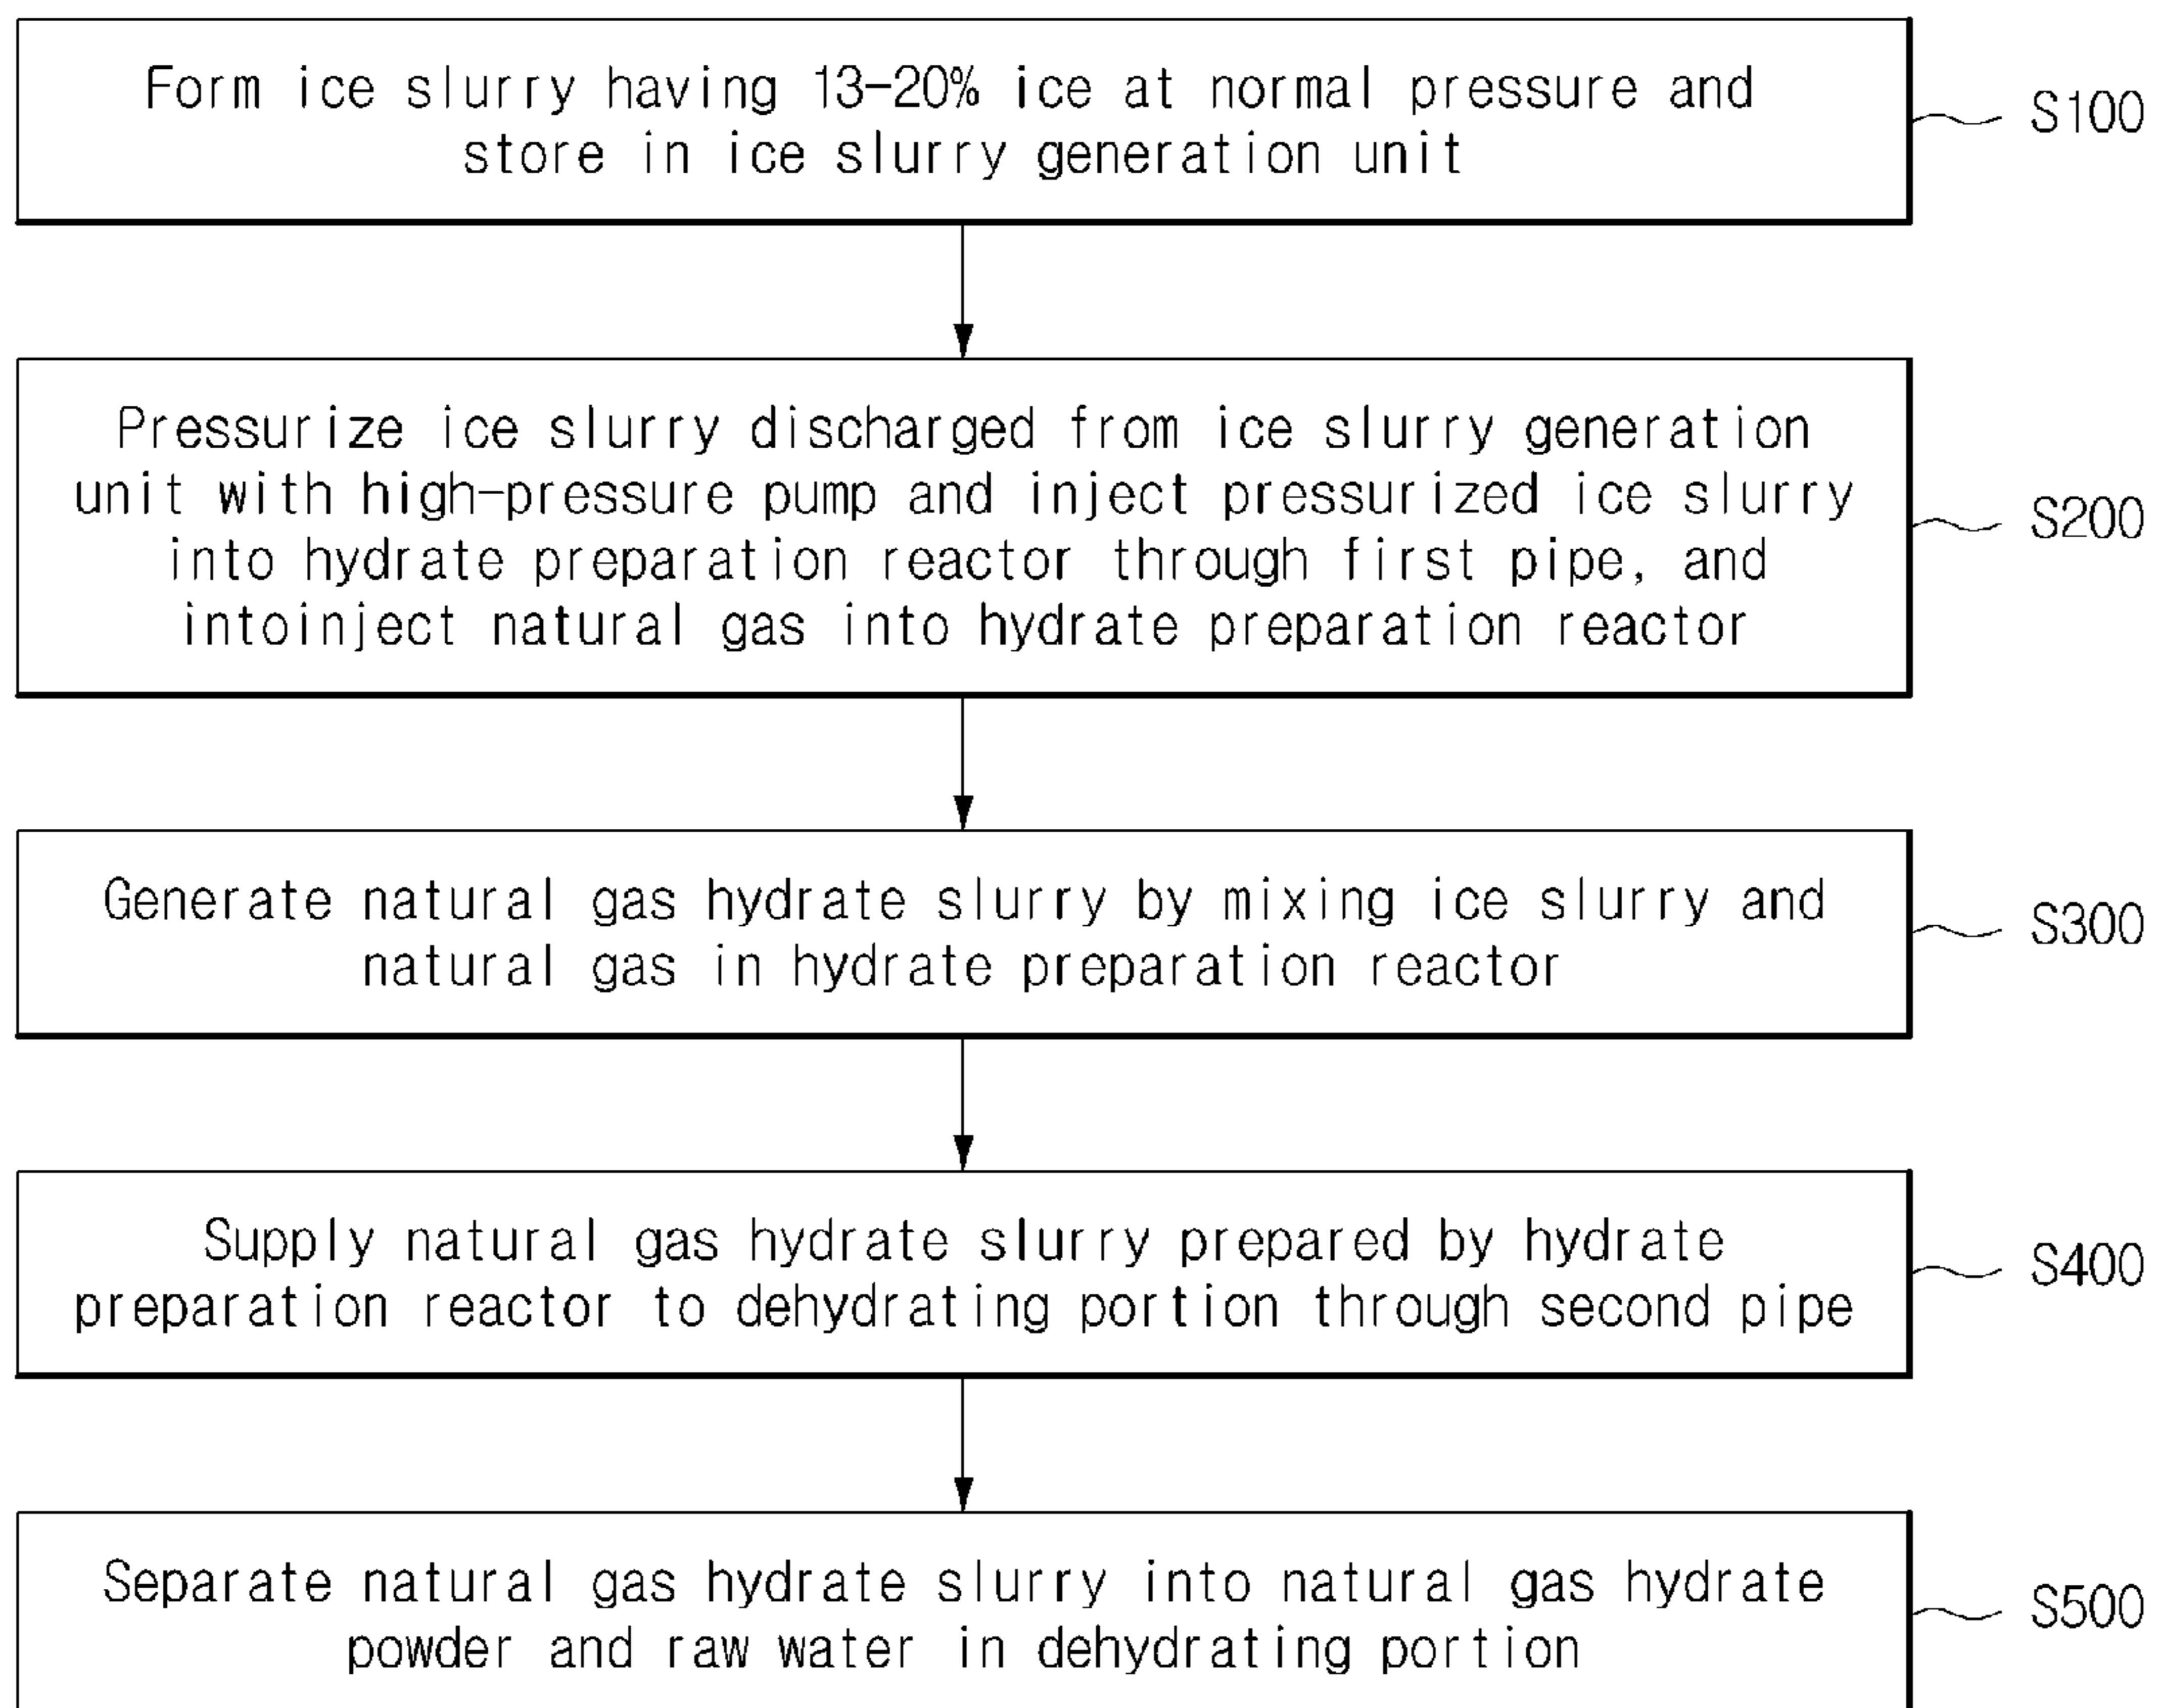 Form ice slurry having 13-20% ice at normal pressure and
store in ice slurry generation unit
S100
Pressurize ice slurry discharged from ice slurry generation
unit with high-pressure pump and inject pressurized ice slurry
into hydrate preparation reactor through first pipe, and
intoinject natural gas into hydrate preparation reactor
S200
Generate natural gas hydrate slurry by mixing ice slurry and
natural gas in hydrate preparation reactor
S300
Supply natural gas hydrate slurry prepared by hydrate
preparation reactor to dehydrating portion through second pipe
S400
Separate natural gas hydrate slurry into natural gas hydrate
powder and raw water in dehydrating portion
S500